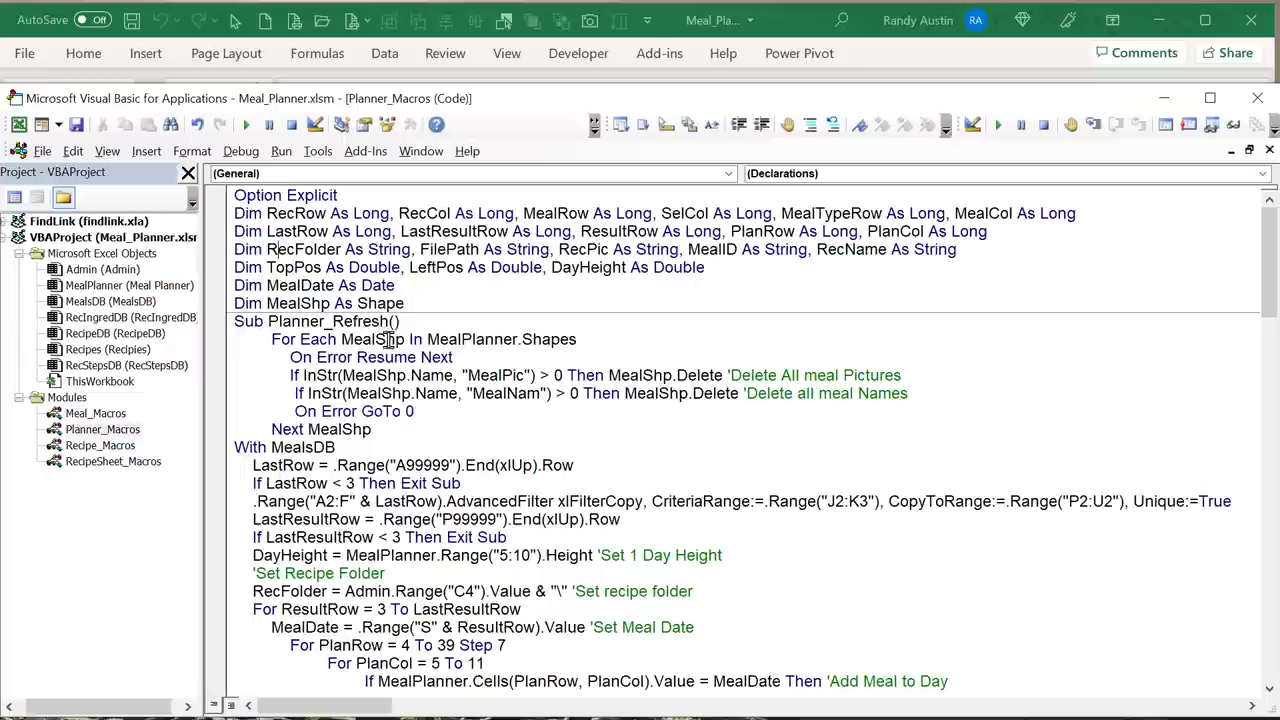 AutoSave Off Meal_Pla... Randy Austin RA
File Home Insert Page Layout Formulas Data Review View Developer Add-ins Help Power Pivot Comments Share
Microsoft Visual Basic for Applications - Meal_Planner.xlsm - [Planner_Macros (Code)]
File Edit View Insert Format Debug Run Tools Add-Ins Window Help
Project - VBAProject
(General) (Declarations)
FindLink (findlink.xla)
VBAProject (Meal_Planner.xlsm
Microsoft Excel Objects
Admin (Admin)
MealPlanner (Meal Planner)
MealsDB (MealsDB)
RecIngredDB (RecIngredDB)
RecipeDB (RecipeDB)
Recipes (Recipies)
RecStepsDB (RecStepsDB)
ThisWorkbook
Modules
Meal_Macros
Planner_Macros
Recipe_Macros
RecipeSheet_Macros
Option Explicit
Dim RecRow As Long, RecCol As Long, MealRow As Long, SelCol As Long, MealTypeRow As Long, MealCol As Long
Dim LastRow As Long, LastResultRow As Long, ResultRow As Long, PlanRow As Long, PlanCol As Long
Dim RecFolder As String, FilePath As String, RecPic As String, MealID As String, RecName As String
Dim TopPos As Double, LeftPos As Double, DayHeight As Double
Dim MealDate As Date
Dim MealShp As Shape
Sub Planner_Refresh()
For Each MealShp In MealPlanner.Shapes
On Error Resume Next
If InStr(MealShp.Name, "MealPic") > 0 Then MealShp.Delete 'Delete All meal Pictures
If InStr(MealShp.Name, "MealNam") > 0 Then MealShp.Delete 'Delete all meal Names
On Error GoTo 0
Next MealShp
With MealsDB
LastRow = .Range("A99999").End(xlUp).Row
If LastRow < 3 Then Exit Sub
.Range("A2:F" & LastRow).AdvancedFilter xlFilterCopy, CriteriaRange:=.Range("J2:K3"), CopyToRange:=.Range("P2:U2"), Unique:=True
LastResultRow = .Range("P99999").End(xlUp).Row
If LastResultRow < 3 Then Exit Sub
DayHeight = MealPlanner.Range("5:10").Height 'Set 1 Day Height
'Set Recipe Folder
RecFolder = Admin.Range("C4").Value & "\" 'Set recipe folder
For ResultRow = 3 To LastResultRow
MealDate = .Range("S" & ResultRow).Value 'Set Meal Date
For PlanRow = 4 To 39 Step 7
For PlanCol = 5 To 11
If MealPlanner.Cells(PlanRow, PlanCol).Value = MealDate Then 'Add Meal to Day